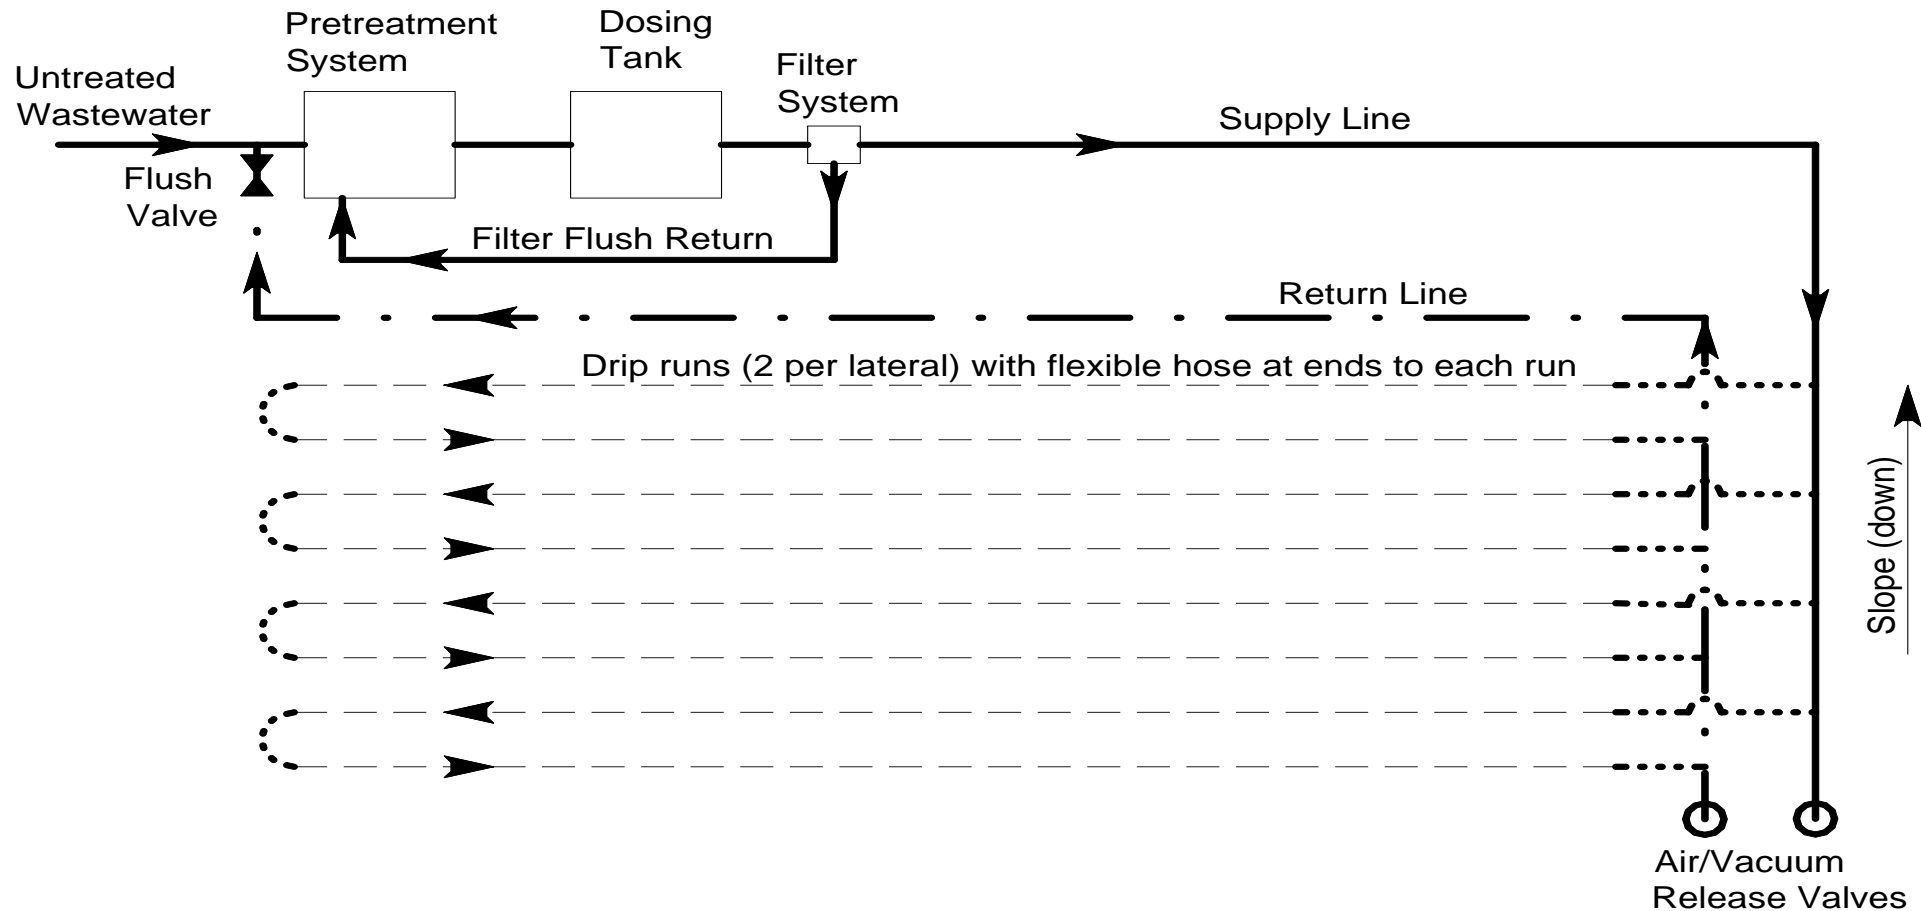 Pretreatment
System
Dosing
Tank
Filter
System
Untreated
Wastewater
Supply Line
Flush
Valve
Filter Flush Return
Return Line
Drip runs (2 per lateral) with flexible hose at ends to each run
Slope (down)
Air/Vacuum
Release Valves